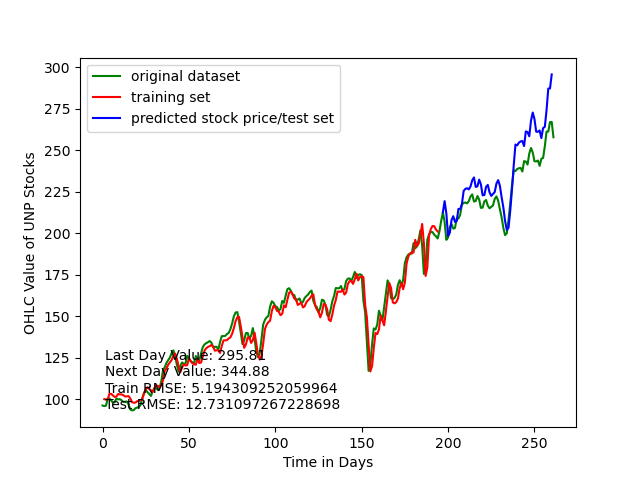 300
275
250
225
200
175
150
125
100
0
50
100
150
200
250
OHLC Value of UNP Stocks
Time in Days
original dataset
training set
predicted stock price/test set
Last Day Value: 295.81
Next Day Value: 344.88
Train RMSE: 5.194309252059964
Test RMSE: 12.731097267228698